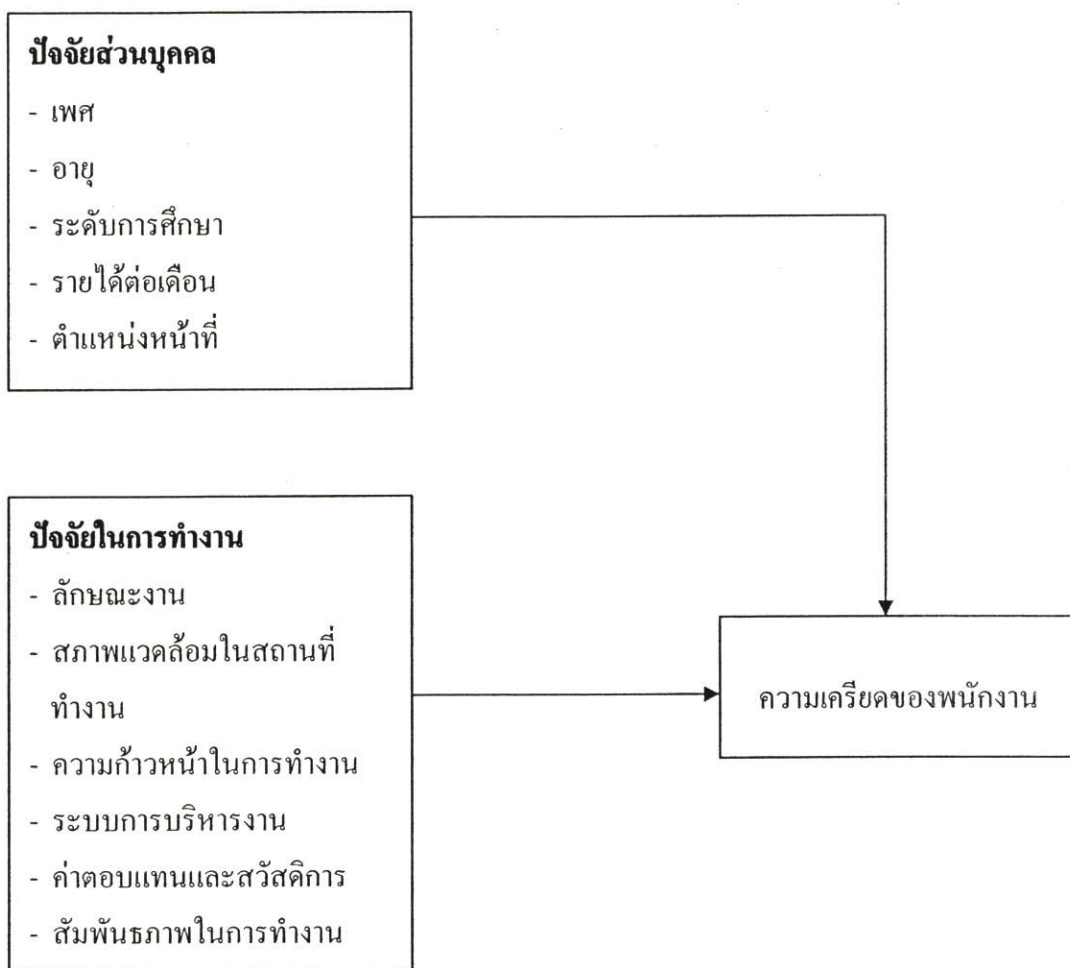 ปัจจัยส่วนบุคคล
- เพศ
- อายุ
- ระดับการศึกษา
- รายได้ต่อเดือน
- ตำแหน่งหน้าที่
ปัจจัยในการทำงาน
- ลักษณะงาน
- สภาพแวดล้อมในสถานที่
ทำงาน
- ความก้าวหน้าในการทำงาน
- ระบบการบริหารงาน
- ค่าตอบแทนและสวัสดิการ
- สัมพันธภาพในการทำงาน
ความเครียดของพนักงาน